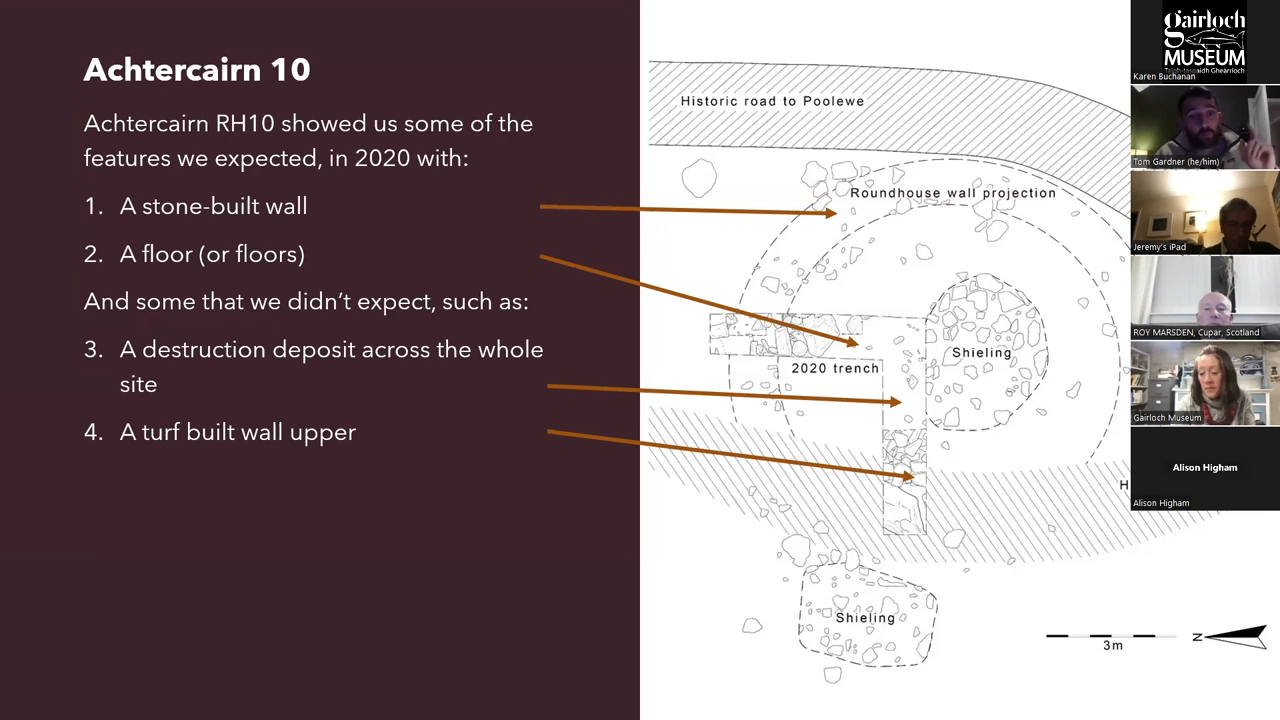 Achtercairn 10
Achtercairn RH10 showed us some of the
features we expected, in 2020 with:
1. A stone-built wall
2. A floor (or floors)
And some that we didn't expect, such as:
3. A destruction deposit across the whole
site
4. A turf built wall upper
Historic road to Poolewe
Roundhouse wall projection
Shieling
2020 trench
H
Shieling
3m
N
gairloch
MUSEUM
Karen Buchanan
Tom Gardner (he/him)
Jeremy's iPad
ROY MARSDEN, Cupar, Scotland
Gairloch Museum
Alison Higham
Alison Higham